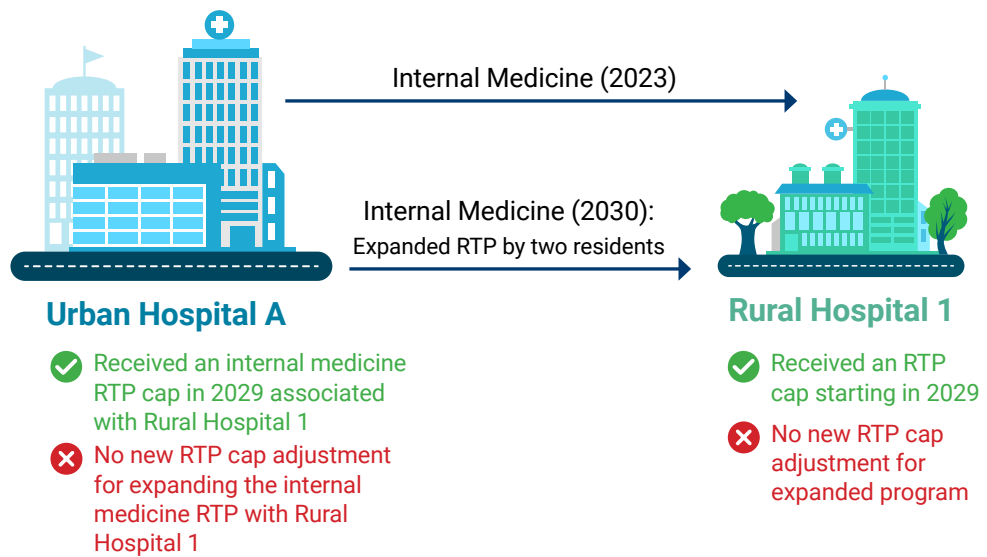 Internal Medicine (2023)
Internal Medicine (2030):
Expanded RTP by two residents
Urban Hospital A
Received an internal medicine
RTP cap in 2029 associated
with Rural Hospital 1
No new RTP cap adjustment
for expanding the internal
medicine RTP with Rural
Hospital 1
Rural Hospital 1
Received an RTP
cap starting in 2029
No new RTP cap
adjustment for
expanded program